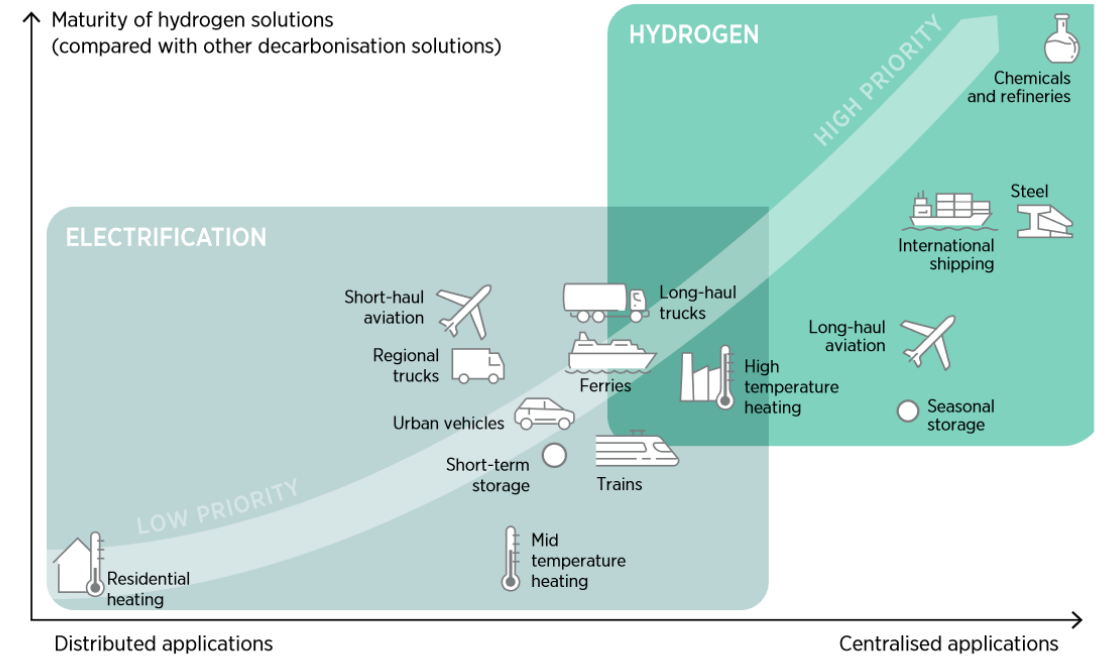 Maturity of hydrogen solutions
(compared with other decarbonisation solutions)
HYDROGEN
HIGH PRIORITY
Chemicals
and refineries
Steel
International
shipping
ELECTRIFICATION
Short-haul
aviation
Long-haul
trucks
Long-haul
aviation
Regional
trucks
Ferries
High
temperature
heating
Urban vehicles
Seasonal
storage
Short-term
storage
Trains
LOW PRIORITY
Mid
temperature
heating
Residential
heating
Distributed applications
Centralised applications